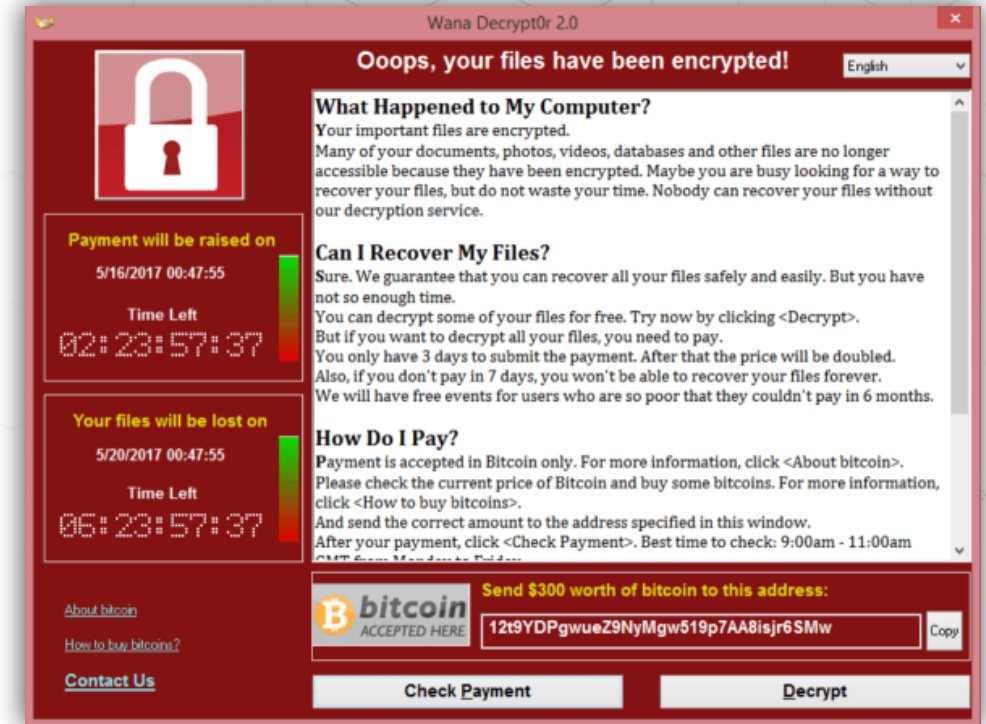 Wana Decrypt0r 2.0
Ooops, your files have been encrypted!
English
What Happened to My Computer?
Your important files are encrypted.
Many of your documents, photos, videos, databases and other files are no longer
accessible because they have been encrypted. Maybe you are busy looking for a way to
recover your files, but do not waste your time. Nobody can recover your files without
our decryption service.
Can I Recover My Files?
Sure. We guarantee that you can recover all your files safely and easily. But you have
not so enough time.
You can decrypt some of your files for free. Try now by clicking <Decrypt>.
But if you want to decrypt all your files, you need to pay.
You only have 3 days to submit the payment. After that the price will be doubled.
Also, if you don't pay in 7 days, you won't be able to recover your files forever.
We will have free events for users who are so poor that they couldn't pay in 6 months.
How Do I Pay?
Payment is accepted in Bitcoin only. For more information, click <About bitcoin>.
Please check the current price of Bitcoin and buy some bitcoins. For more information,
click <How to buy bitcoins>.
And send the correct amount to the address specified in this window.
After your payment, click <Check Payment>. Best time to check: 9:00am - 11:00am
GMT from Monday to Friday.
Payment will be raised on
5/16/2017 00:47:55
Time Left
02:23:57:37
Your files will be lost on
5/20/2017 00:47:55
Time Left
06:23:57:37
About bitcoin
How to buy bitcoins?
Contact Us
bitcoin
ACCEPTED HERE
Send $300 worth of bitcoin to this address:
12t9YDPgwueZ9NyMgw519p7AA8isjr6SMw
Copy
Check Payment
Decrypt